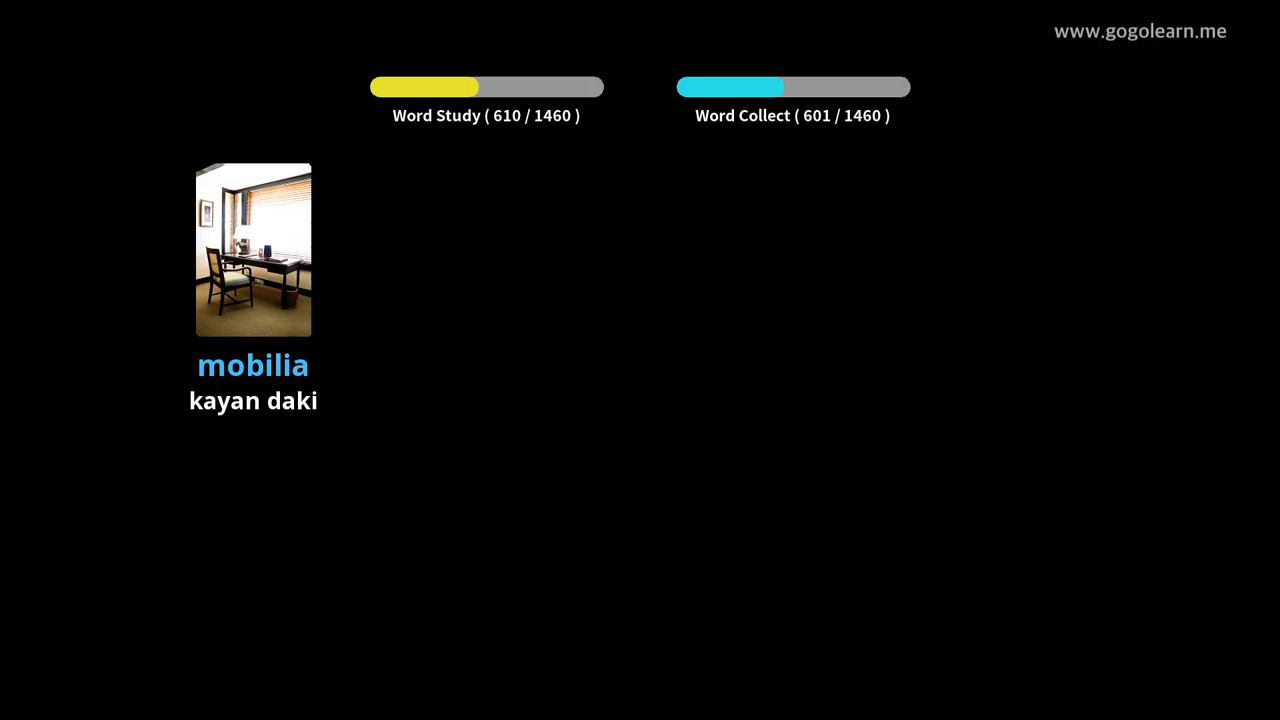 www.gogolearn.me
Word Study ( 610 / 1460 )
Word Collect ( 601 / 1460 )
mobilia
kayan daki